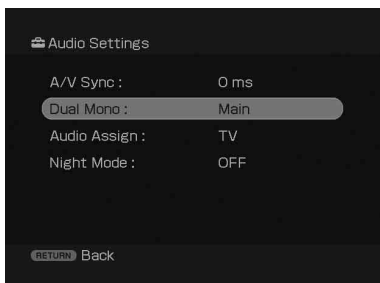 Audio Settings
A/V Sync : 0 ms
Dual Mono : Main
Audio Assign : TV
Night Mode : OFF
RETURN Back